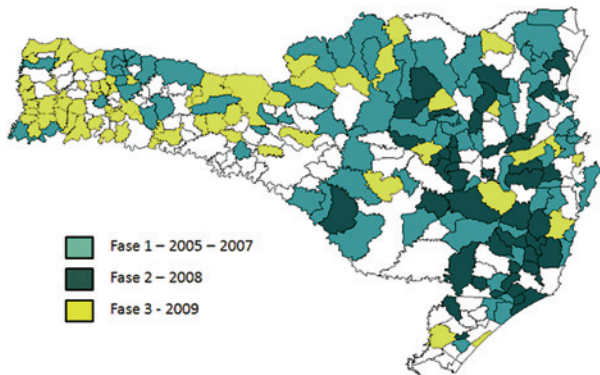 Fase 1 – 2005 – 2007
Fase 2 – 2008
Fase 3 - 2009